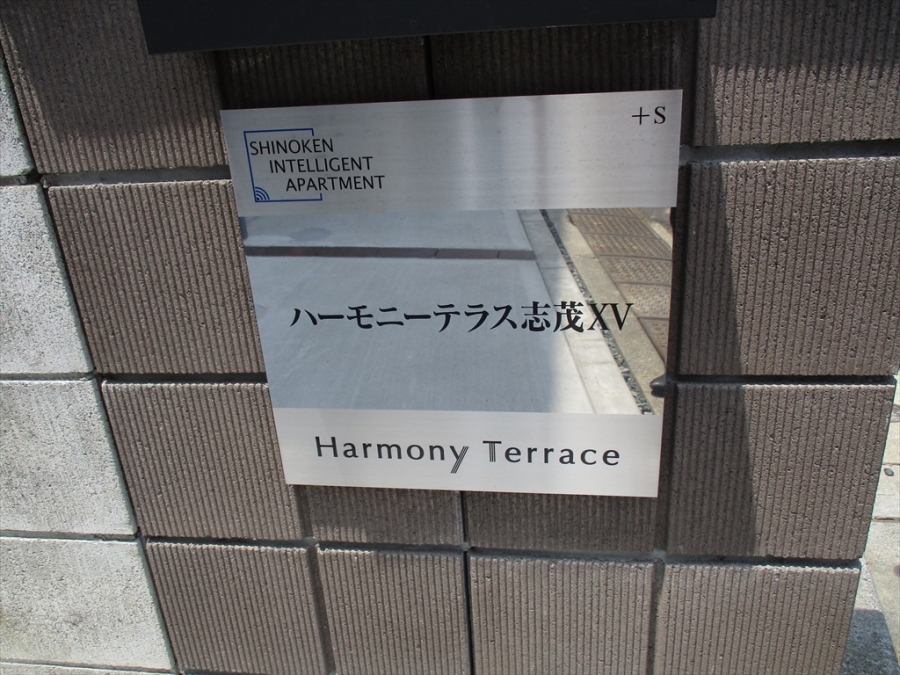 +S
SHINOKEN
INTELLIGENT
APARTMENT
ハーモニーテラス志茂XV
Harmony Terrace